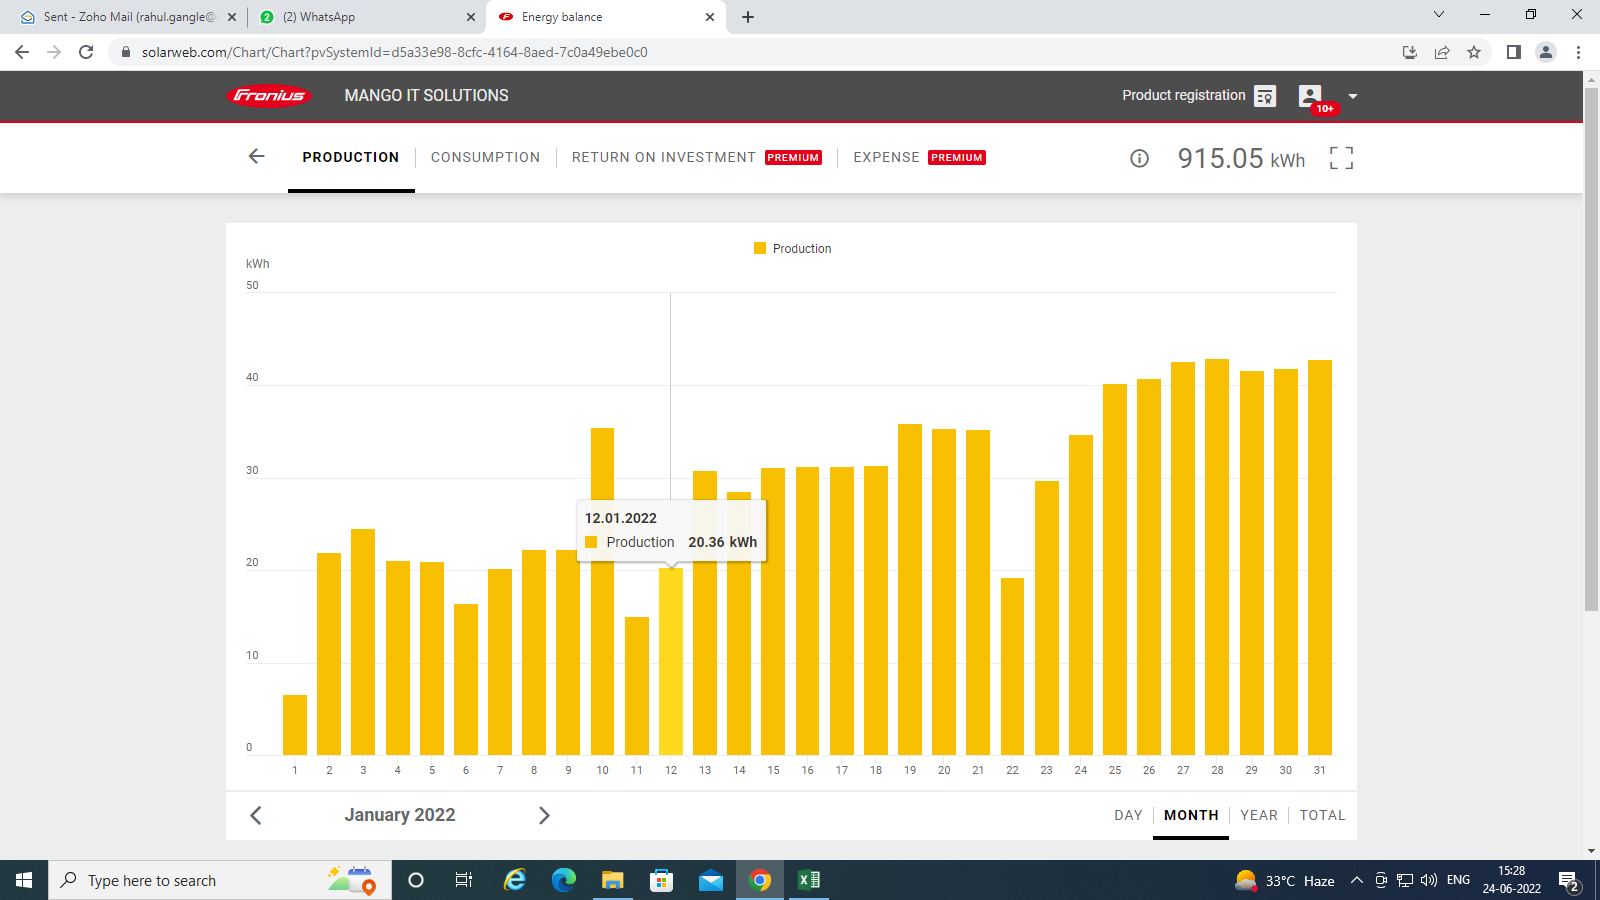 Sent - Zoho Mail (rahul.gangle@
(2) WhatsApp
Energy balance
solarweb.com/Chart/Chart?pvSystemId=d5a33e98-8cfc-4164-8aed-7c0a49ebe0c0
Fronius
MANGO IT SOLUTIONS
Product registration
10+
PRODUCTION
CONSUMPTION
RETURN ON INVESTMENT PREMIUM
EXPENSE PREMIUM
915.05 kWh
Production
kWh
50
40
30
20
10
0
12.01.2022
Production 20.36 kWh
1 2 3 4 5 6 7 8 9 10 11 12 13 14 15 16 17 18 19 20 21 22 23 24 25 26 27 28 29 30 31
January 2022
DAY MONTH YEAR TOTAL
Type here to search
33°C Haze
ENG
15:28
24-06-2022
2